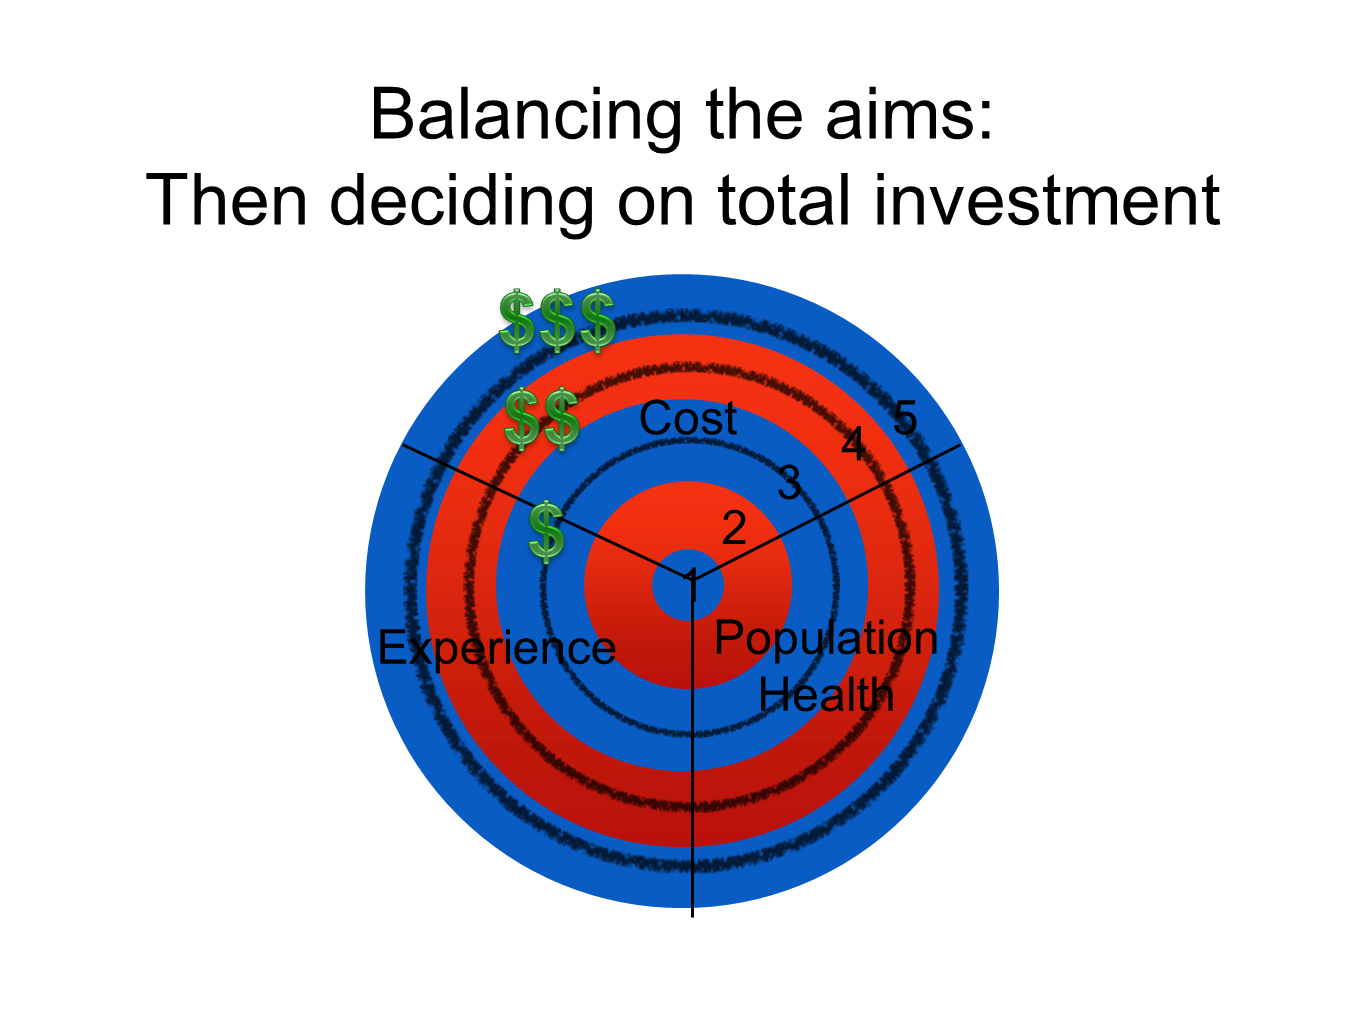 Balancing the aims:
Then deciding on total investment
$$$
$$
Cost
5
4
3
$
2
1
Experience
Population
Health